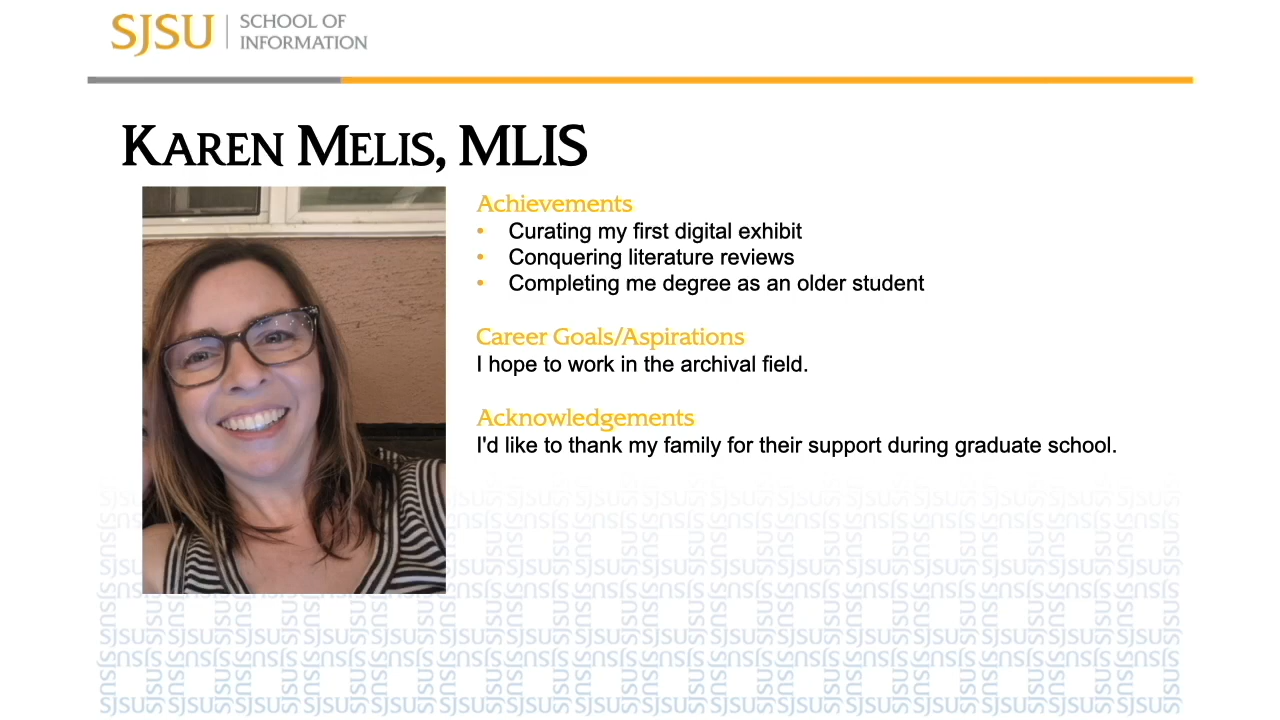 SJSU SCHOOL OF
INFORMATION
KAREN MELIS, MLIS
Achievements
• Curating my first digital exhibit
• Conquering literature reviews
• Completing me degree as an older student
Career Goals/Aspirations
I hope to work in the archival field.
Acknowledgements
I'd like to thank my family for their support during graduate school.